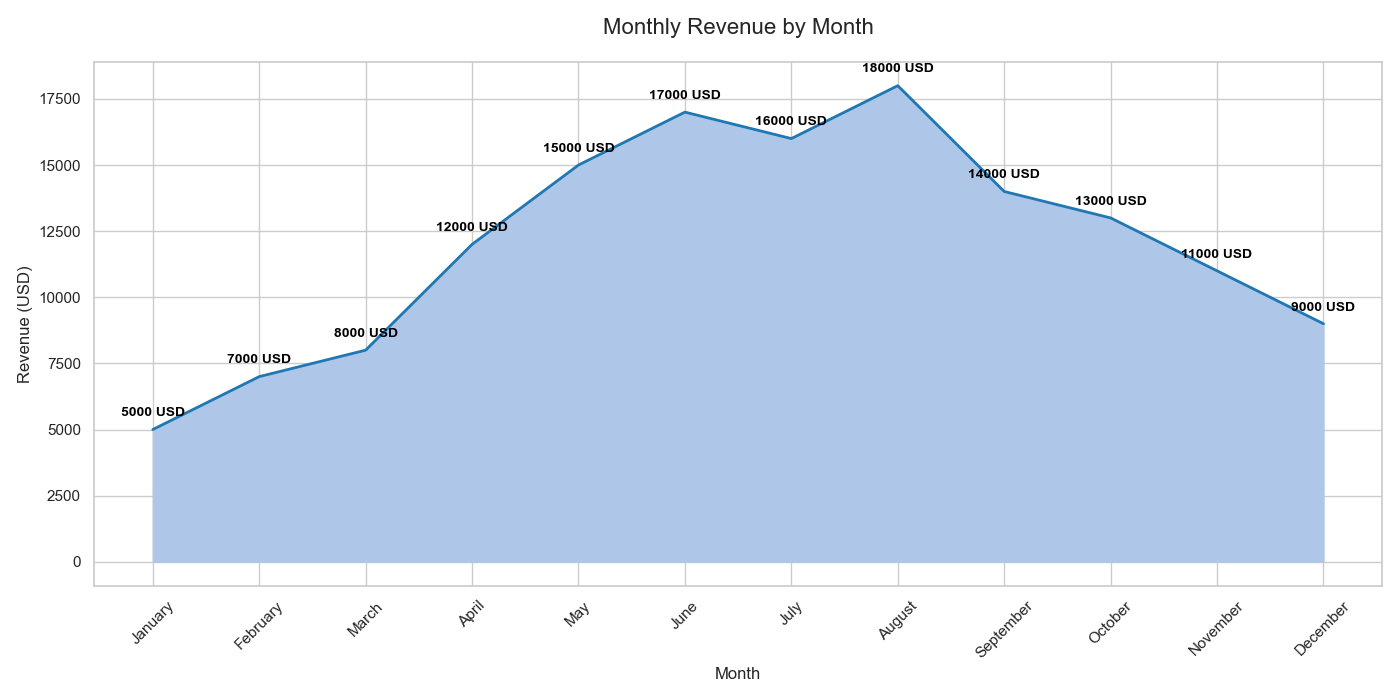 Monthly Revenue by Month
18000 USD
17000 USD
17500
16000 USD
15000 USD
15000
14000 USD
13000 USD
12000 USD
12500
11000 USD
10000
9000 USD
8000 USD
7000 USD
7500
5000 USD
5000
2500
0
Revenue (USD)
January
February
March
April
May
June
July
August
September
October
November
December
Month